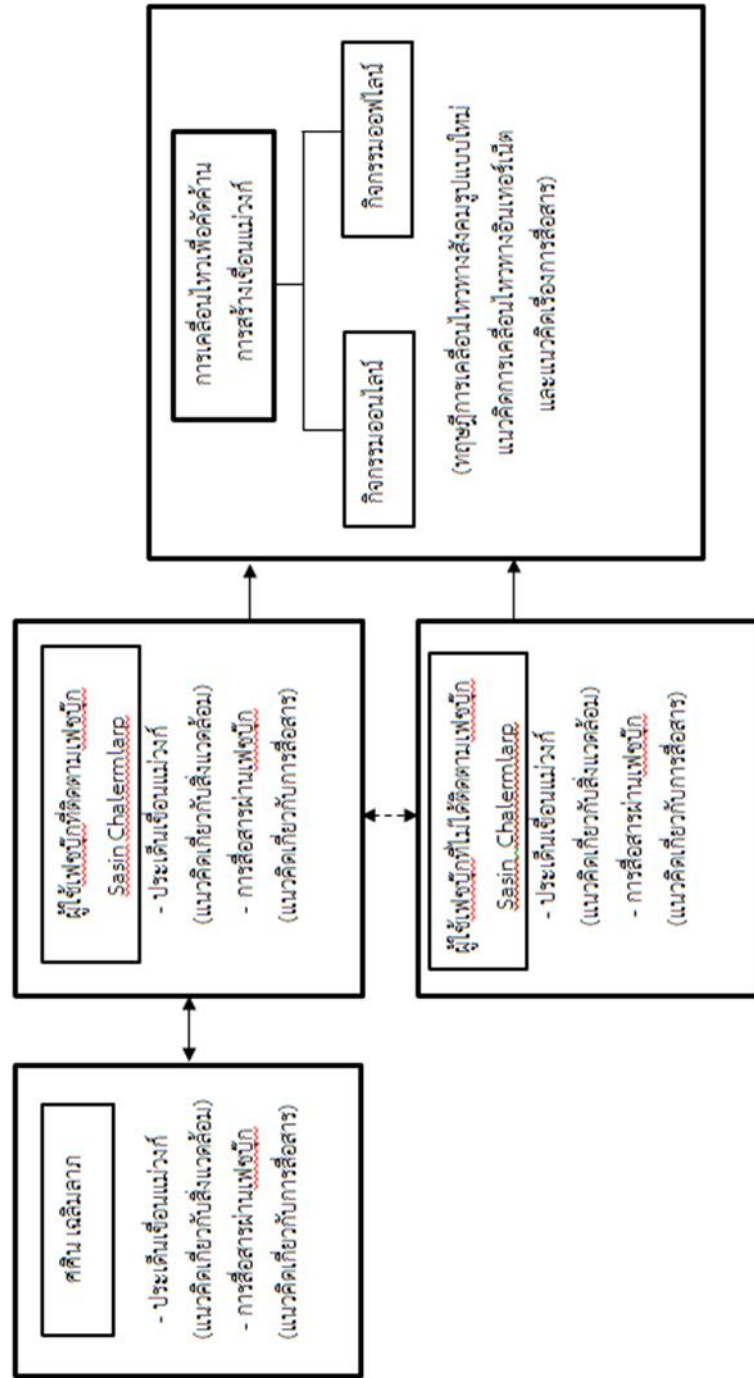 ศศิน เฉลิมลาภ
- ประเด็นเขื่อนแม่วงก์
(แนวคิดเกี่ยวกับสิ่งแวดล้อม)
- การสื่อสารผ่านเฟซบุ๊ก
(แนวคิดเกี่ยวกับการสื่อสาร)
ผู้ใช้เฟซบุ๊กที่ติดตามเฟซบุ๊ก
Sasin Chalermlarp
- ประเด็นเขื่อนแม่วงก์
(แนวคิดเกี่ยวกับสิ่งแวดล้อม)
- การสื่อสารผ่านเฟซบุ๊ก
(แนวคิดเกี่ยวกับการสื่อสาร)
ผู้ใช้เฟซบุ๊กที่ไม่ได้ติดตามเฟซบุ๊ก
Sasin Chalermlarp
- ประเด็นเขื่อนแม่วงก์
(แนวคิดเกี่ยวกับสิ่งแวดล้อม)
- การสื่อสารผ่านเฟซบุ๊ก
(แนวคิดเกี่ยวกับการสื่อสาร)
การเคลื่อนไหวเพื่อคัดค้าน
การสร้างเขื่อนแม่วงก์
กิจกรรมออนไลน์
กิจกรรมออฟไลน์
(ทฤษฎีการเคลื่อนไหวทางสังคมรูปแบบใหม่
แนวคิดการเคลื่อนไหวทางอินเทอร์เน็ต
และแนวคิดเรื่องการสื่อสาร)